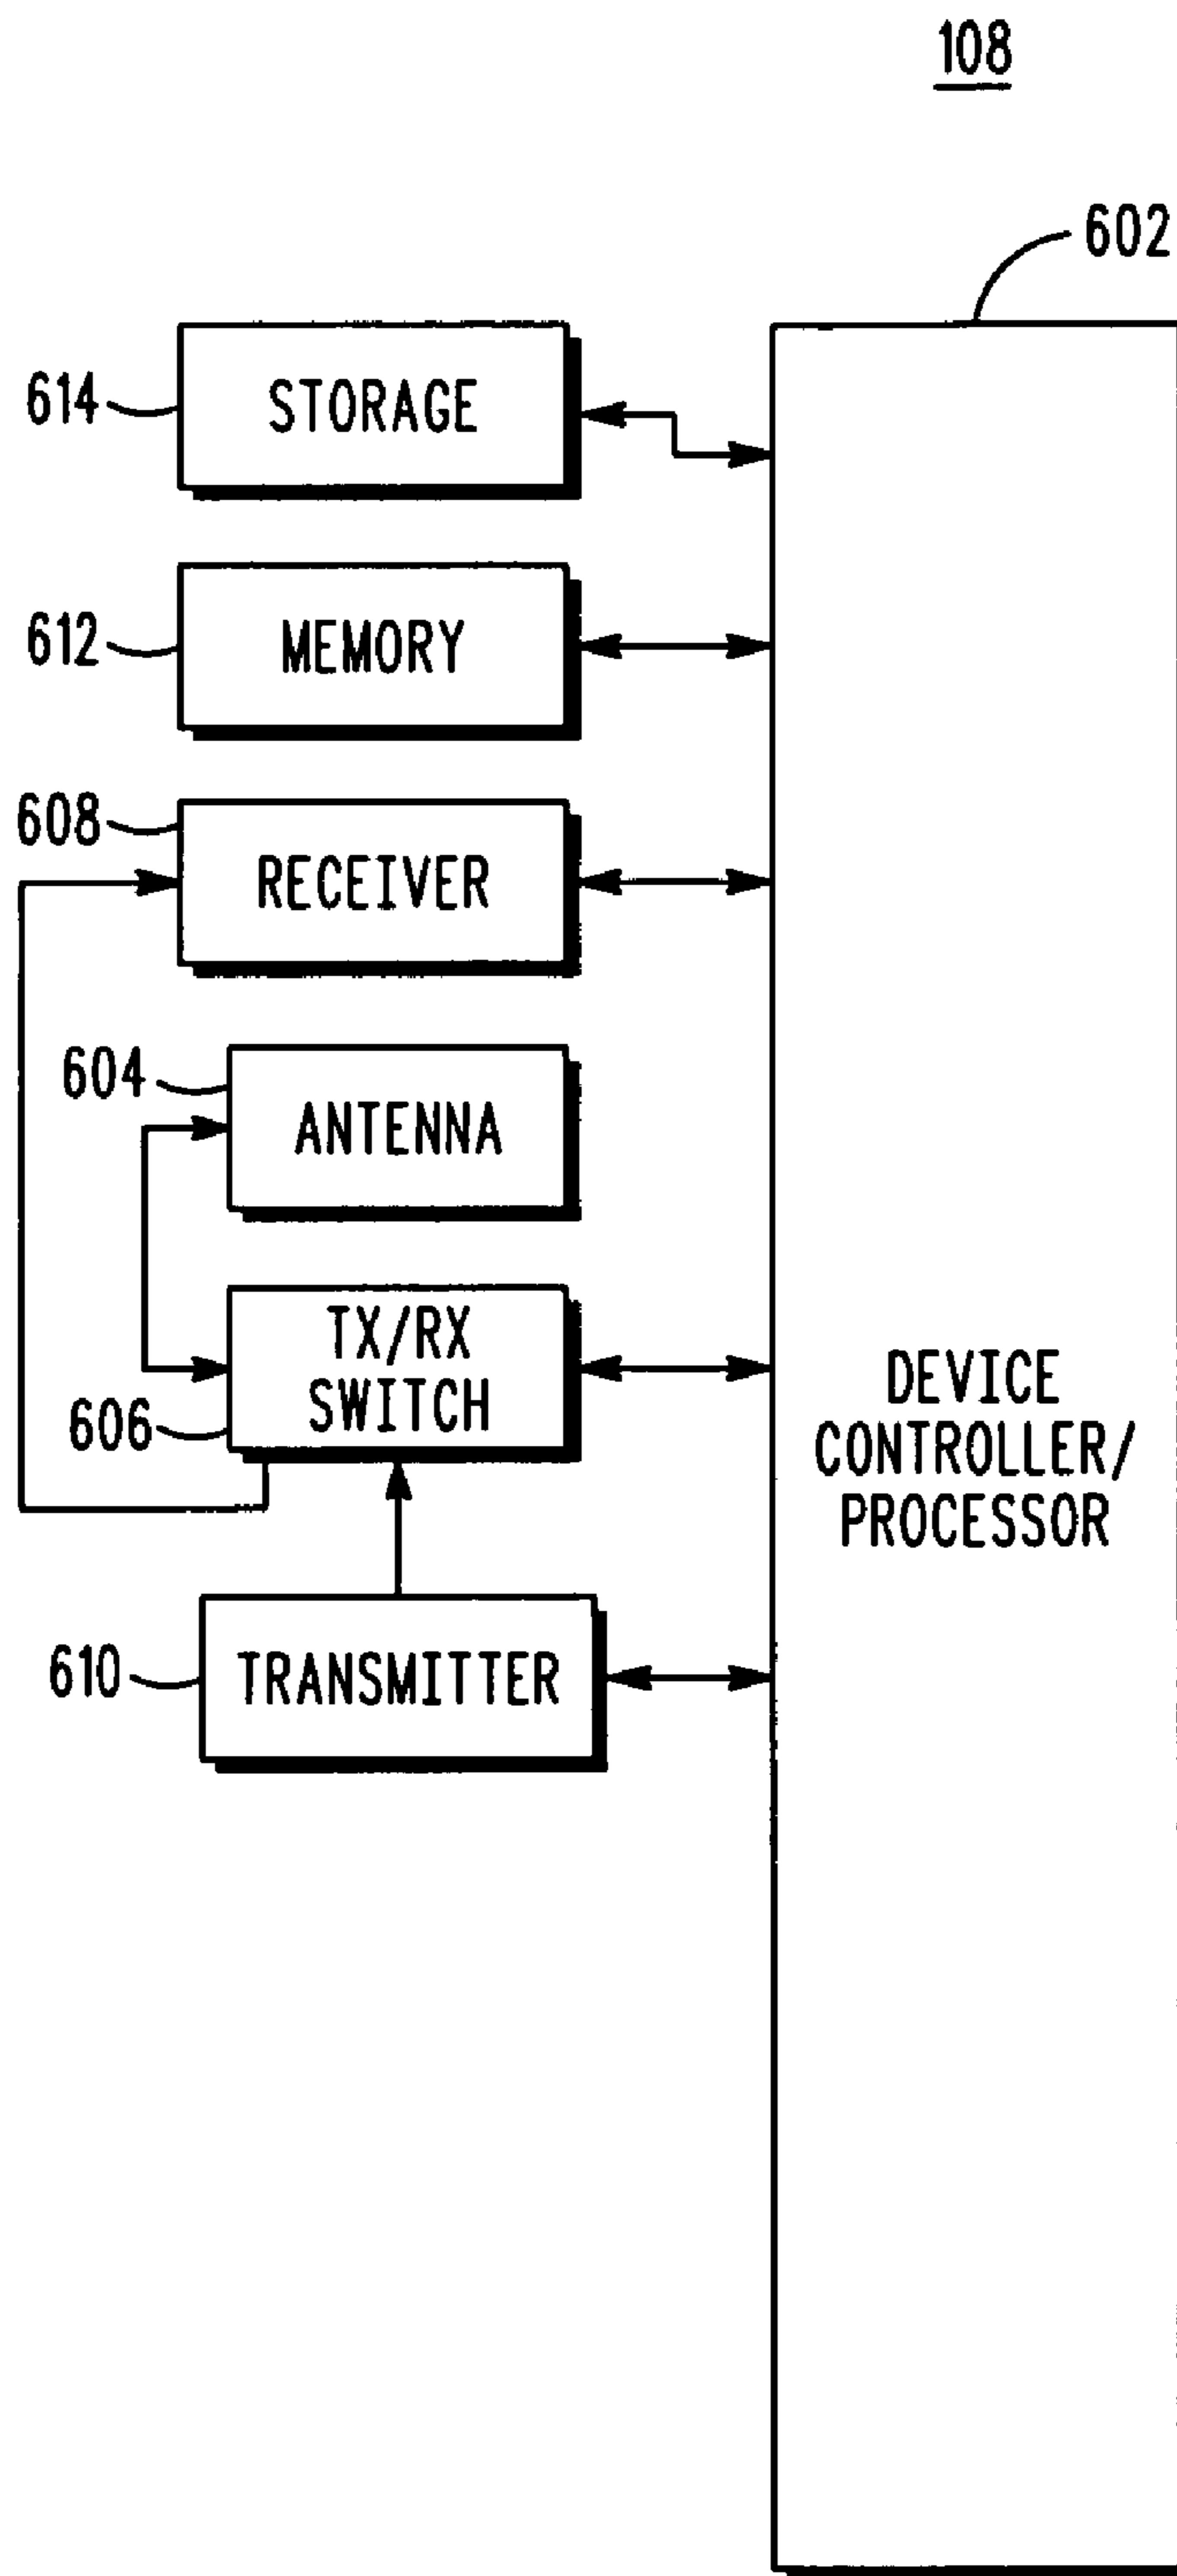 108
602
614
STORAGE
612
MEMORY
608
RECEIVER
604
ANTENNA
TX/RX
SWITCH
606
DEVICE
CONTROLLER/
PROCESSOR
610
TRANSMITTER